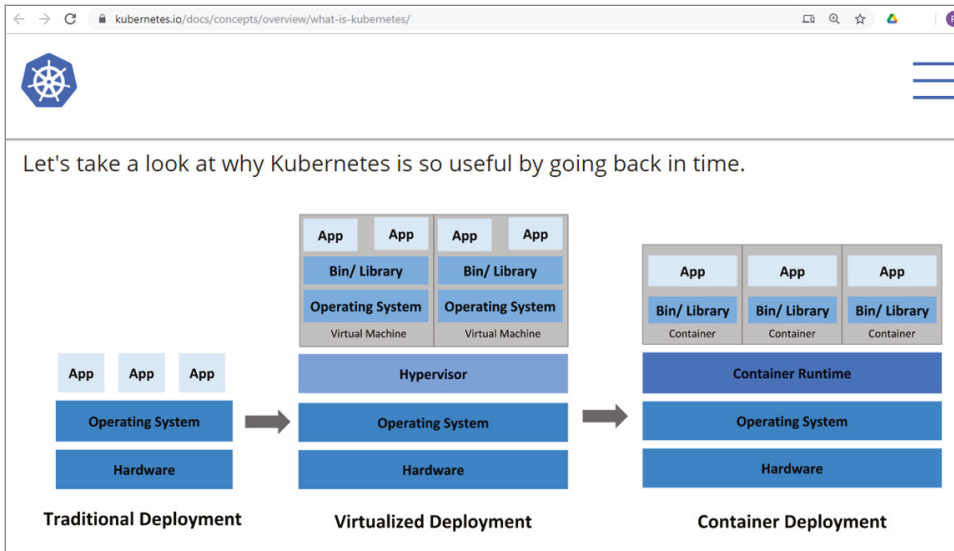 kubernetes.io/docs/concepts/overview/what-is-kubernetes/
Let's take a look at why Kubernetes is so useful by going back in time.
App App App
Operating System
Hardware
Traditional Deployment
App App App App
Bin/ Library Bin/ Library
Operating System Operating System
Virtual Machine Virtual Machine
Hypervisor
Operating System
Hardware
Virtualized Deployment
App App App
Bin/ Library Bin/ Library Bin/ Library
Container Container Container
Container Runtime
Operating System
Hardware
Container Deployment